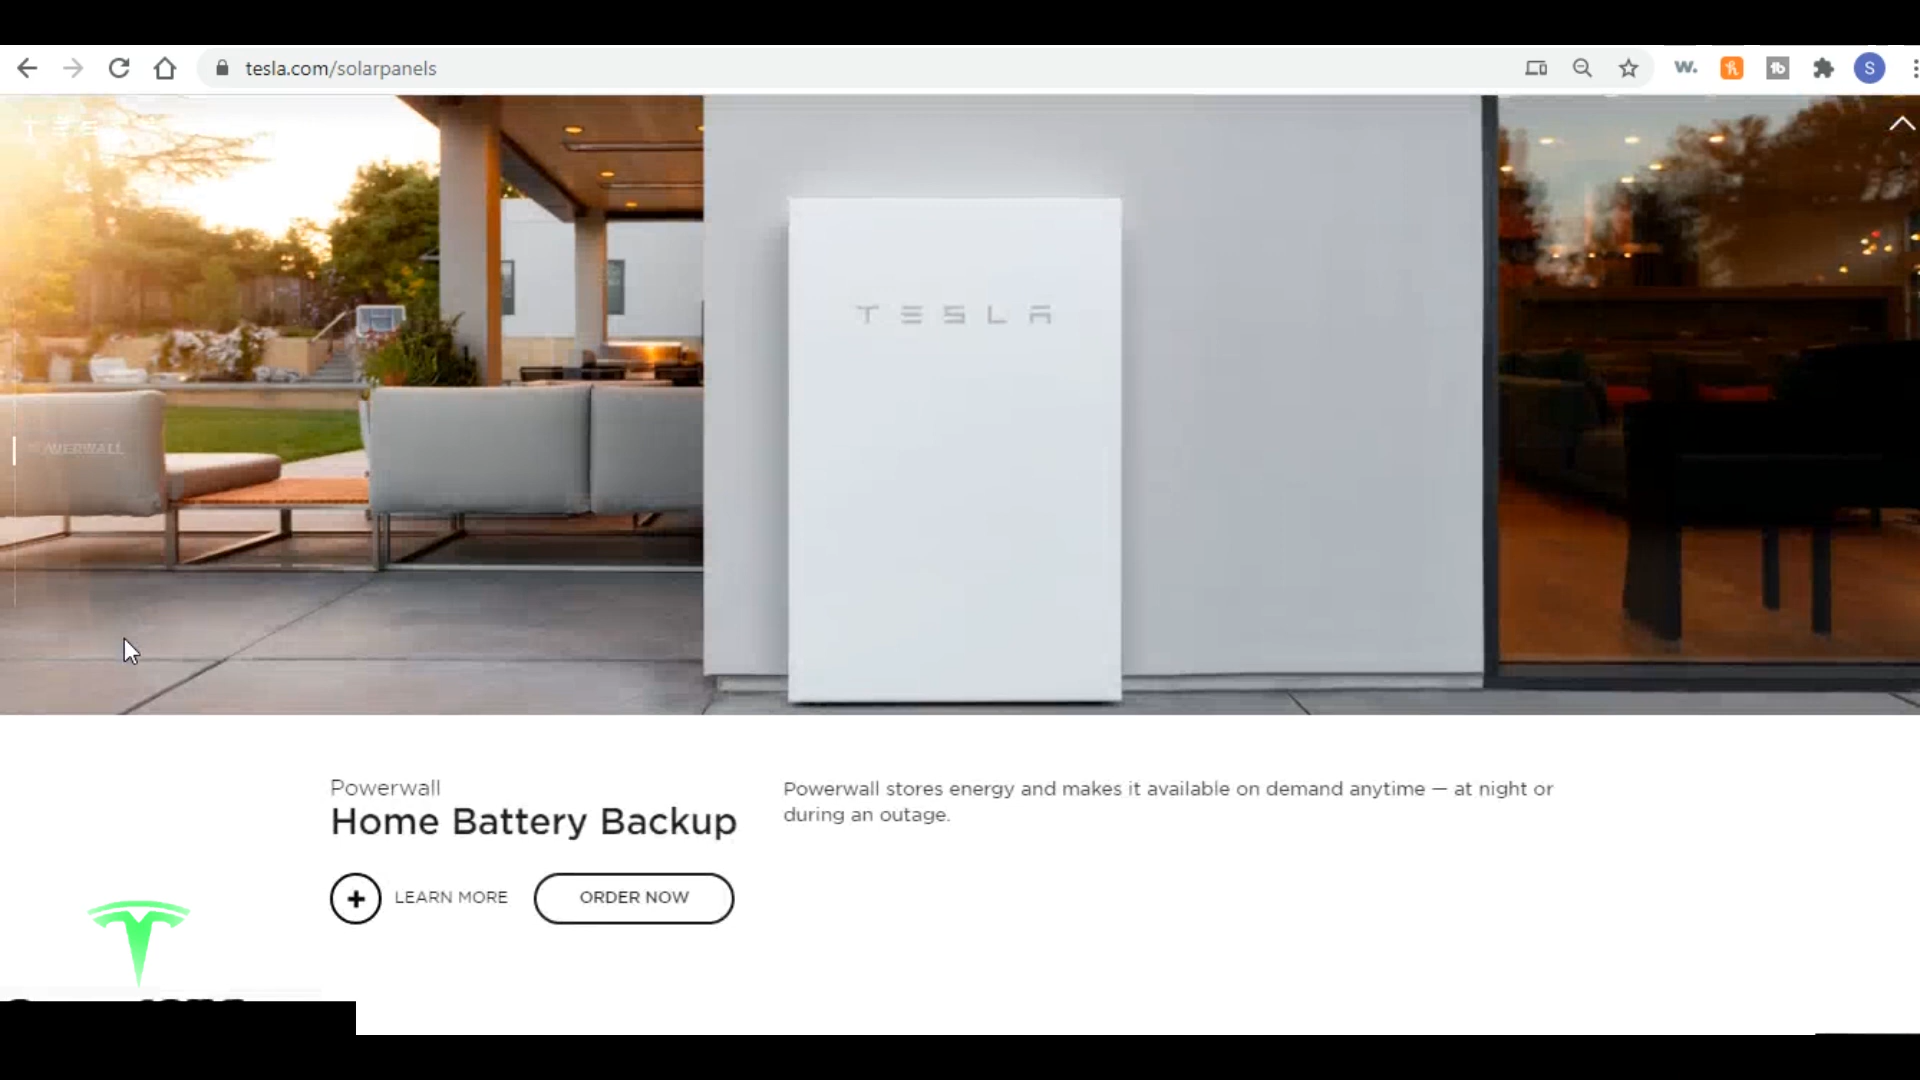 tesla.com/solarpanels
W.
tb
S
TESLA
Powerwall
Home Battery Backup
Powerwall stores energy and makes it available on demand anytime — at night or
during an outage.
LEARN MORE
ORDER NOW